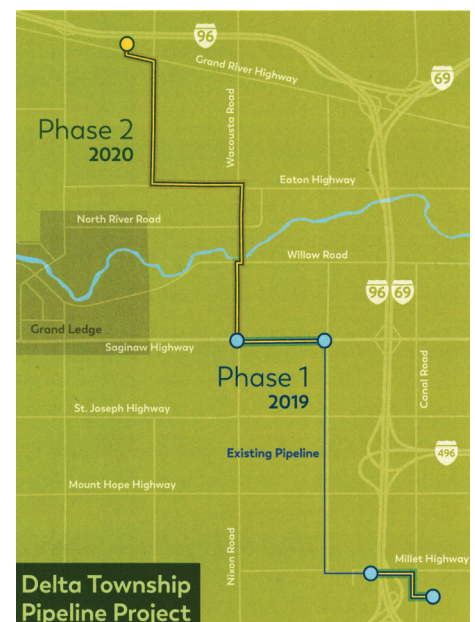 96
Grand River Highway
69
Phase 2
2020
Wacousta Road
Eaton Highway
North River Road
Willow Road
96
69
Grand Ledge
Saginaw Highway
Phase 1
2019
Canal Road
St. Joseph Highway
Existing Pipeline
496
Mount Hope Highway
Nixon Road
Millet Highway
Delta Township
Pipeline Project